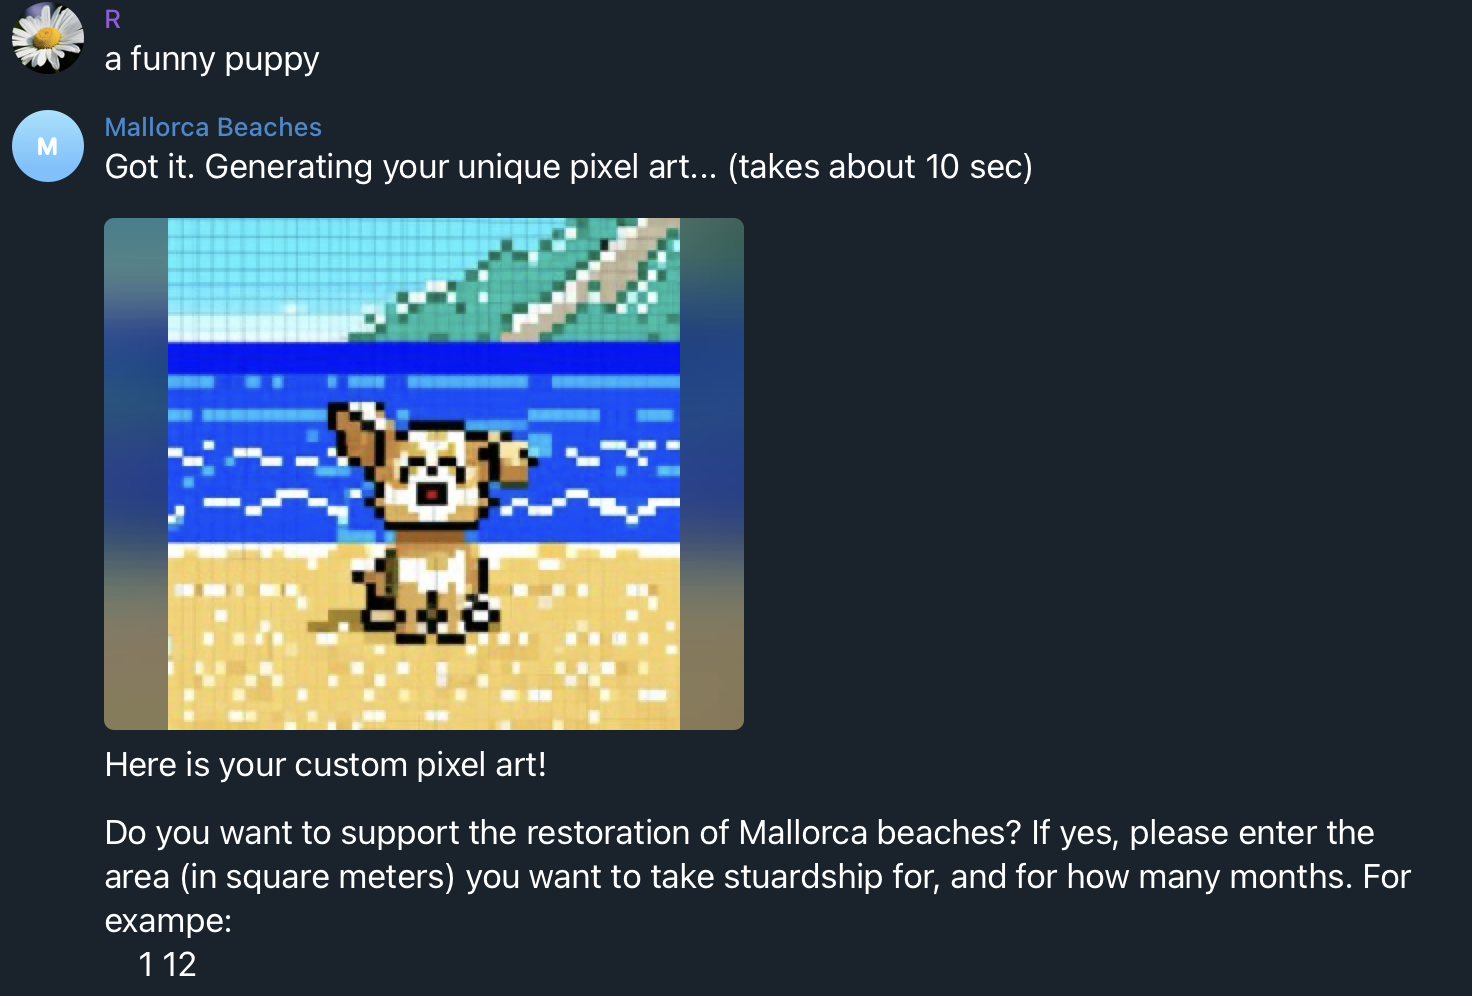 R
a funny puppy
M
Mallorca Beaches
Got it. Generating your unique pixel art... (takes about 10 sec)
Here is your custom pixel art!
Do you want to support the restoration of Mallorca beaches? If yes, please enter the
area (in square meters) you want to take stuardship for, and for how many months. For
exampe:
1 12